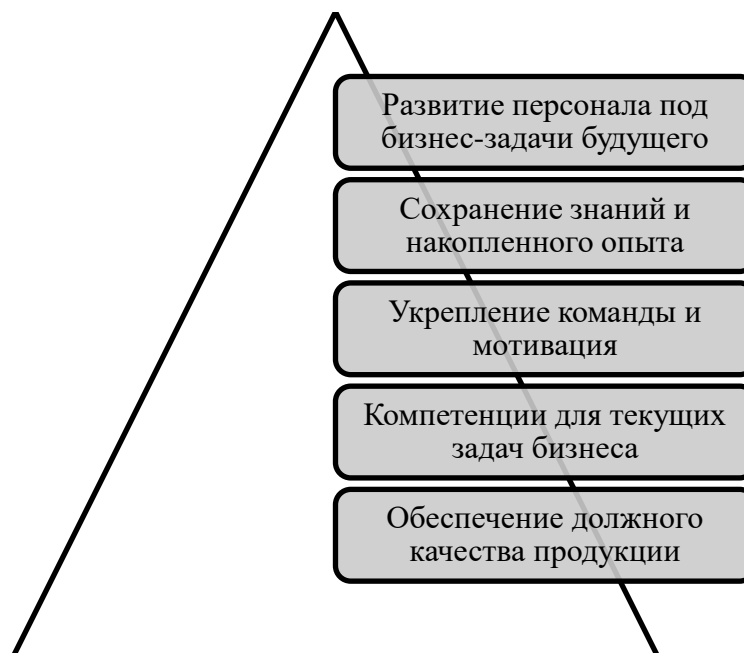 Развитие персонала под
бизнес-задачи будущего
Сохранение знаний и
накопленного опыта
Укрепление команды и
мотивация
Компетенции для текущих
задач бизнеса
Обеспечение должного
качества продукции